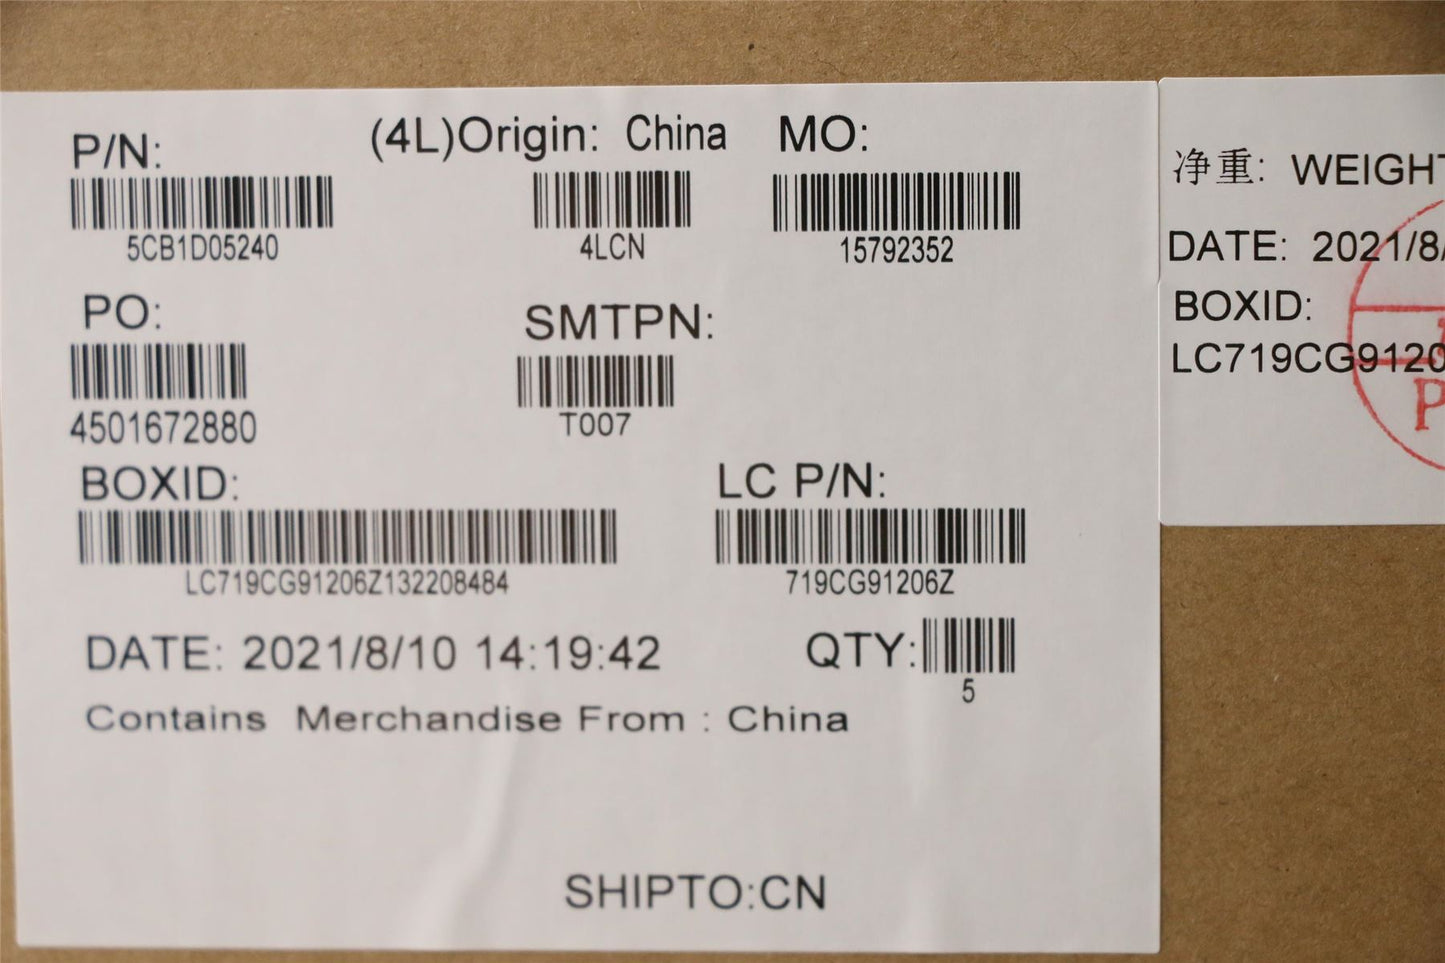 P/N: (4L)Origin: China MO:
5CB1D05240 4LCN 15792352
PO: SMTPN:
4501672880 T007
BOXID: LC P/N:
LC719CG91206Z132208484 719CG91206Z
DATE: 2021/8/10 14:19:42 QTY:
5
Contains Merchandise From : China
SHIPTO:CN
净重: WEIGHT
DATE: 2021/8/
BOXID:
LC719CG9120
P